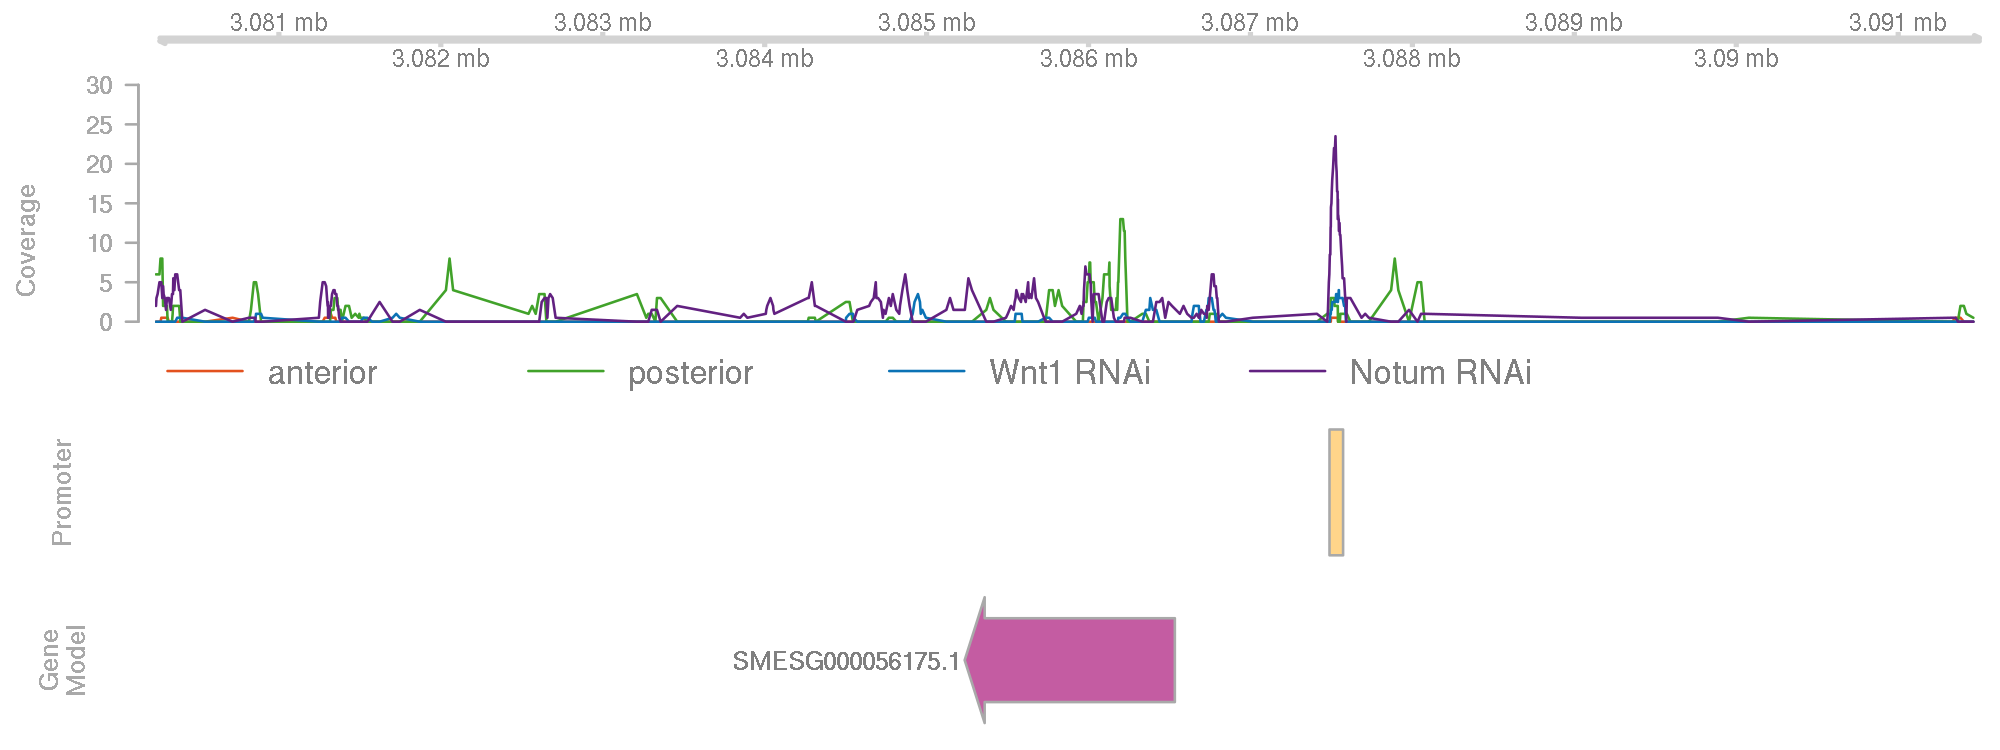 3.081 mb 3.083 mb 3.085 mb 3.087 mb 3.089 mb 3.091 mb
3.082 mb 3.084 mb 3.086 mb 3.088 mb 3.09 mb
30
25
20
15
10
5
0
Coverage
anterior posterior Wnt1 RNAi Notum RNAi
Promoter
Gene
Model
SMESG000056175.1